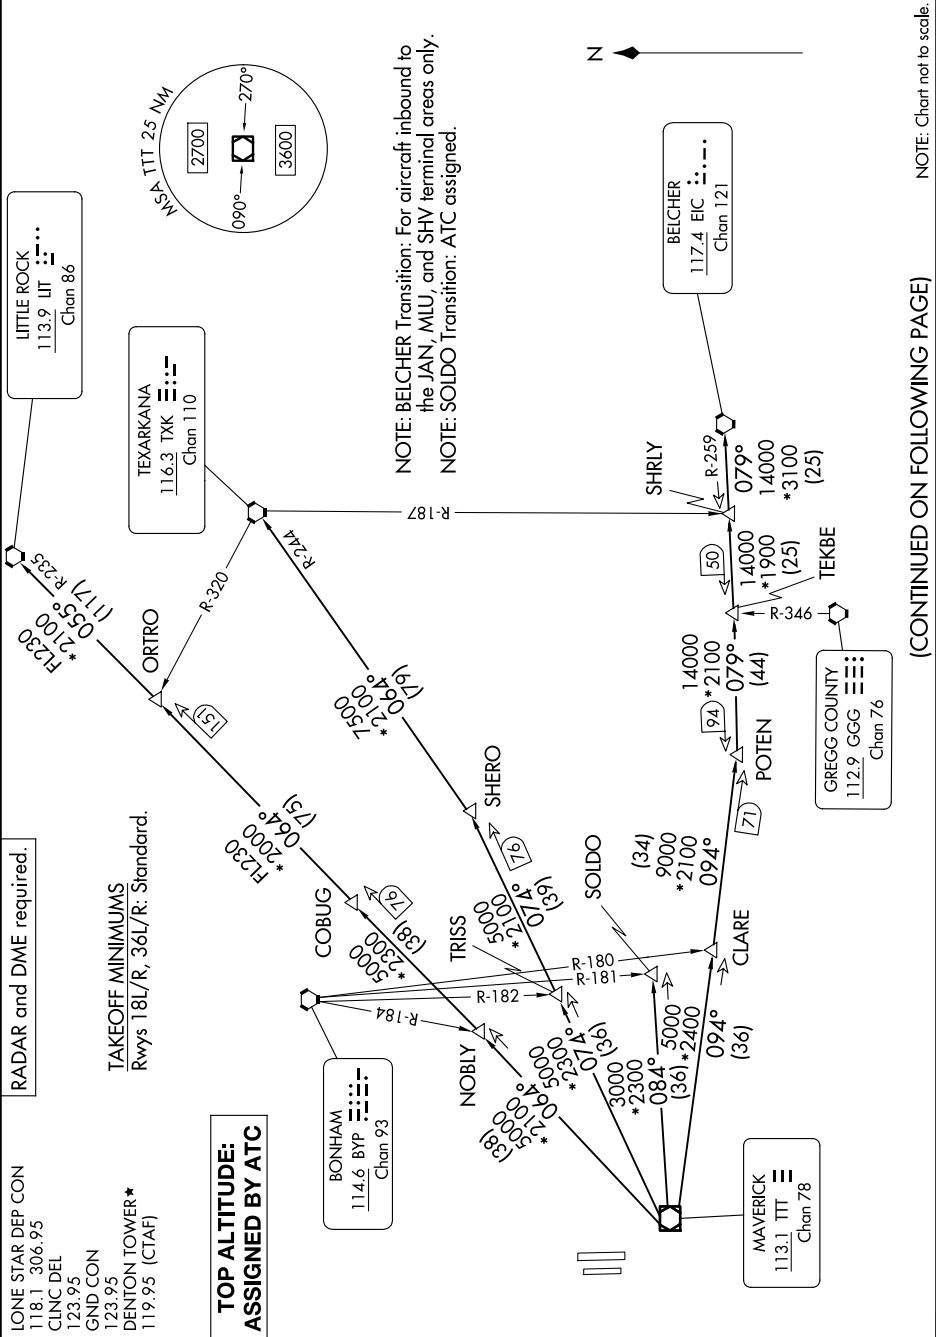 LONE STAR DEP CON
118.1 306.95
CLNC DEL
123.95
GND CON
123.95
DENTON TOWER★
119.95 (CTAF)
RADAR and DME required.
TAKEOFF MINIMUMS
Rwys 18L/R, 36L/R: Standard.
TOP ALTITUDE:
ASSIGNED BY ATC
LITTLE ROCK
113.9 LIT
Chan 86
R-235
FL230
*2100
055°
(117)
ORTRO
151
R-320
TEXARKANA
116.3 TXK
Chan 110
R-244
R-187
MSA TTT 25 NM
2700
090°
270°
3600
FL230
*2000
064°
(75)
COBUG
76
5000
*2300
(38)
NOBLY
BONHAM
114.6 BYP
Chan 93
R-184
R-182
R-181
R-180
7500
*2100
064°
(79)
SHERO
76
5000
*2100
074°
(39)
TRISS
SOLDO
(38)
5000
*2100
064°
5000
*2300
074°
(36)
3000
*2300
084°
(36)
5000
*2400
094°
(36)
CLARE
(34)
9000
*2100
094°
71
POTEN
94
14000
*2100
079°
(44)
TEKBE
R-346
GREGG COUNTY
112.9 GGG
Chan 76
50
14000
*1900
(25)
SHRLY
R-259
079°
14000
*3100
(25)
BELCHER
117.4 EIC
Chan 121
MAVERICK
113.1 TTT
Chan 78
NOTE: BELCHER Transition: For aircraft inbound to
the JAN, MLU, and SHV terminal areas only.
NOTE: SOLDO Transition: ATC assigned.
N
NOTE: Chart not to scale.
(CONTINUED ON FOLLOWING PAGE)